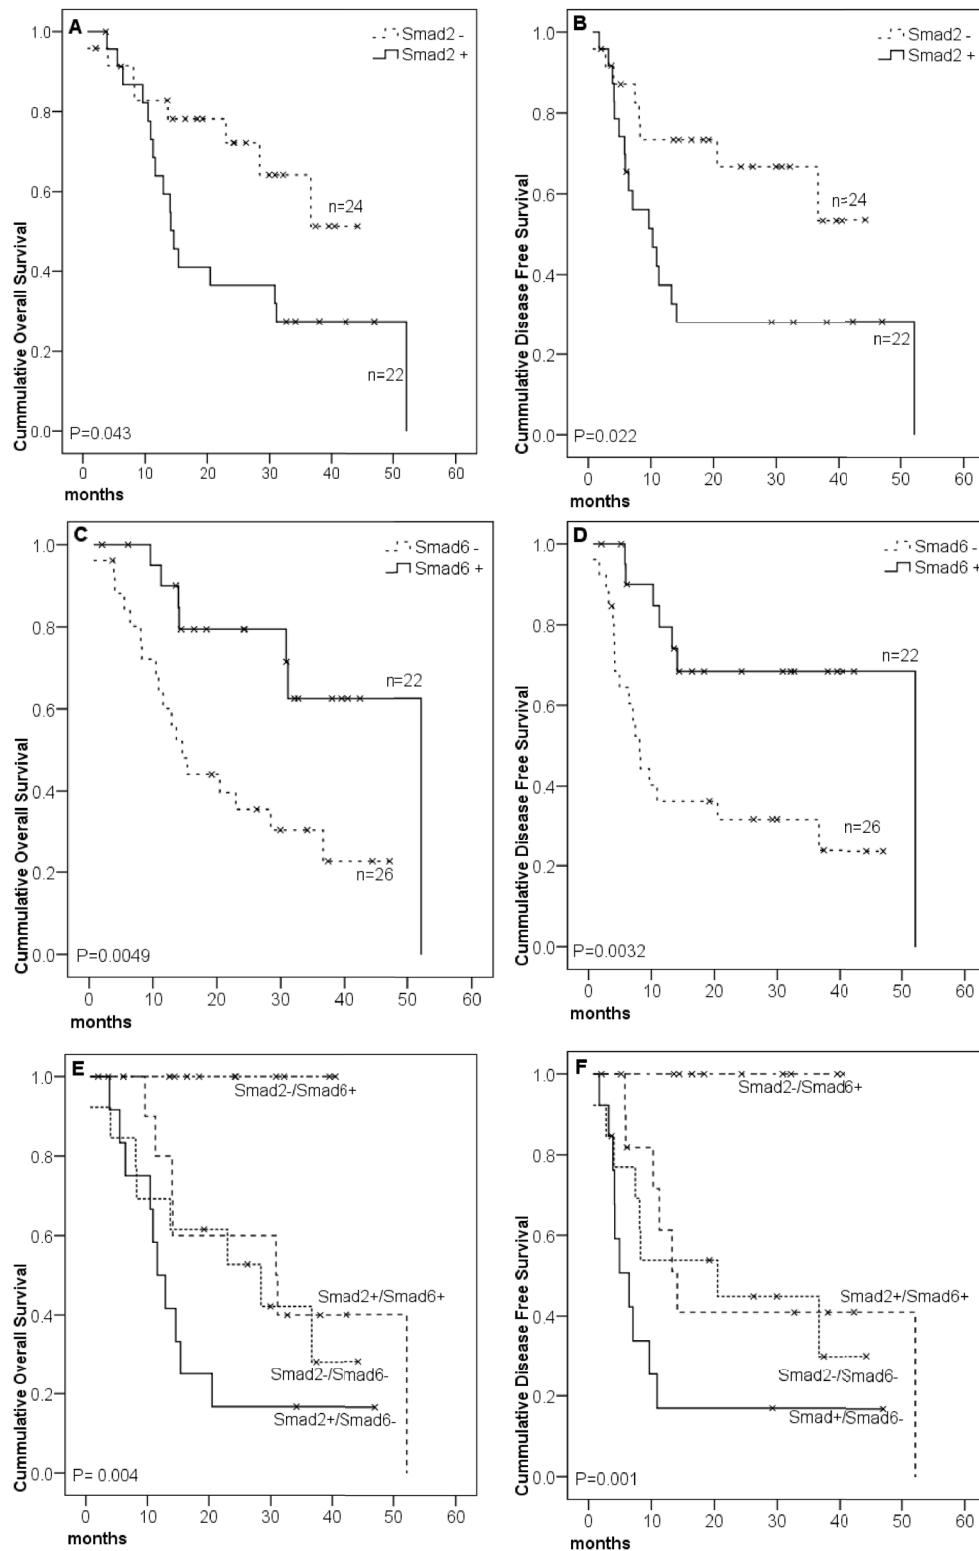 A
Smad2 -
Smad2 +
1.0
0.8
0.6
0.4
0.2
0.0
n=24
n=22
P=0.043
Cummulative Overall Survival
0 10 20 30 40 50 60
months
B
Smad2 -
Smad2 +
1.0
0.8
0.6
0.4
0.2
0.0
n=24
n=22
P=0.022
Cummulative Disease Free Survival
0 10 20 30 40 50 60
months
C
Smad6 -
Smad6 +
1.0
0.8
0.6
0.4
0.2
0.0
n=22
n=26
P=0.0049
Cummulative Overall Survival
0 10 20 30 40 50 60
months
D
Smad6 -
Smad6 +
1.0
0.8
0.6
0.4
0.2
0.0
n=22
n=26
P=0.0032
Cummulative Disease Free Survival
0 10 20 30 40 50 60
months
E
1.0
0.8
0.6
0.4
0.2
0.0
Smad2-/Smad6+
Smad2+/Smad6+
Smad2-/Smad6-
Smad2+/Smad6-
P= 0.004
Cummulative Overall Survival
0 10 20 30 40 50 60
months
F
1.0
0.8
0.6
0.4
0.2
0.0
Smad2-/Smad6+
Smad2+/Smad6+
Smad2-/Smad6-
Smad+/Smad6-
P=0.001
Cummulative Disease Free Survival
0 10 20 30 40 50 60
months